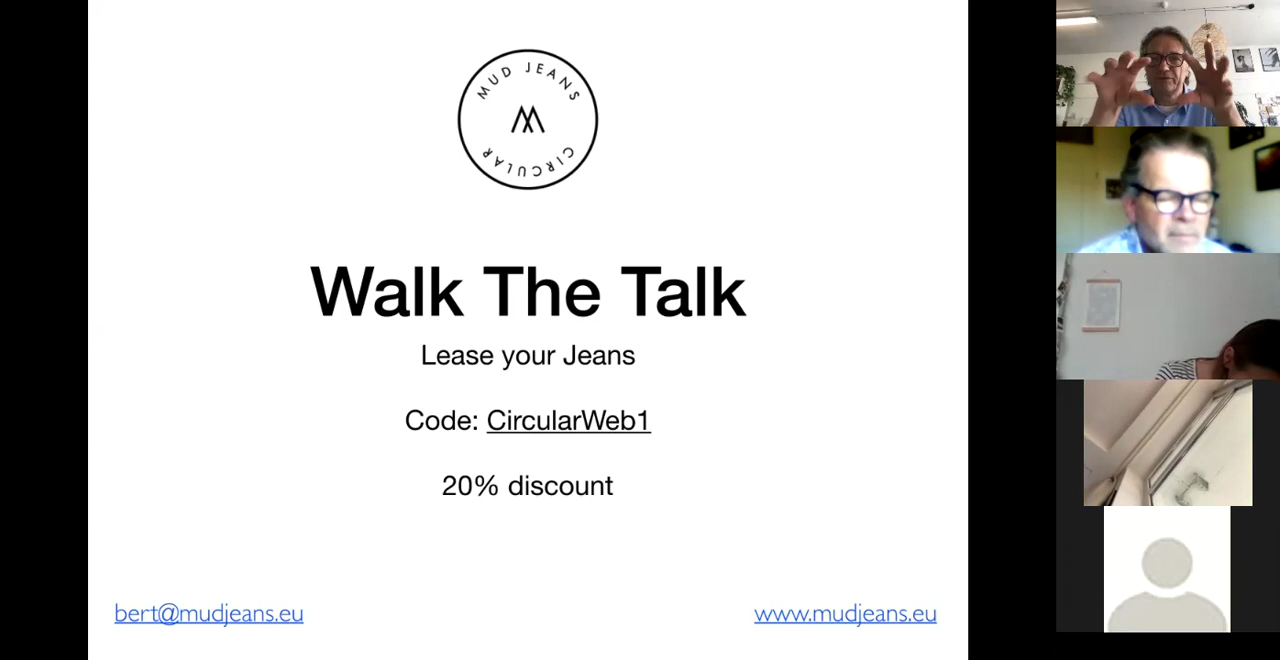 MUD JEANS
CIRCULAR
Walk The Talk
Lease your Jeans
Code: CircularWeb1
20% discount
bert@mudjeans.eu
www.mudjeans.eu